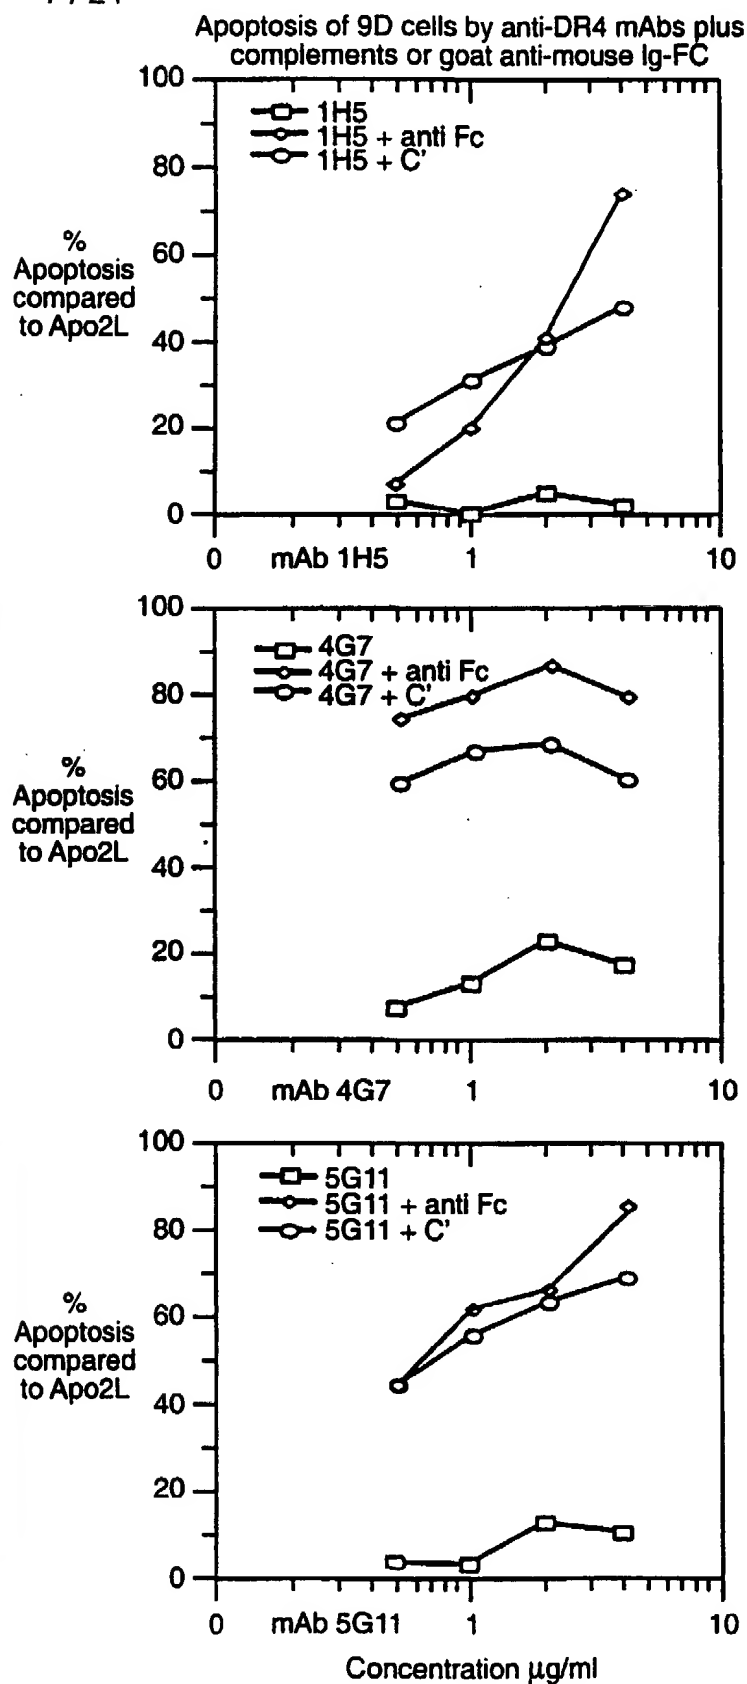 Apoptosis of 9D cells by anti-DR4 mAbs plus
complements or goat anti-mouse Ig-FC
100
80
60
40
20
0
%
Apoptosis
compared
to Apo2L
1H5
1H5 + anti Fc
1H5 + C'
0 mAb 1H5 1 10
100
80
60
40
20
0
%
Apoptosis
compared
to Apo2L
4G7
4G7 + anti Fc
4G7 + C'
0 mAb 4G7 1 10
100
80
60
40
20
0
%
Apoptosis
compared
to Apo2L
5G11
5G11 + anti Fc
5G11 + C'
0 mAb 5G11 1 10
Concentration µg/ml